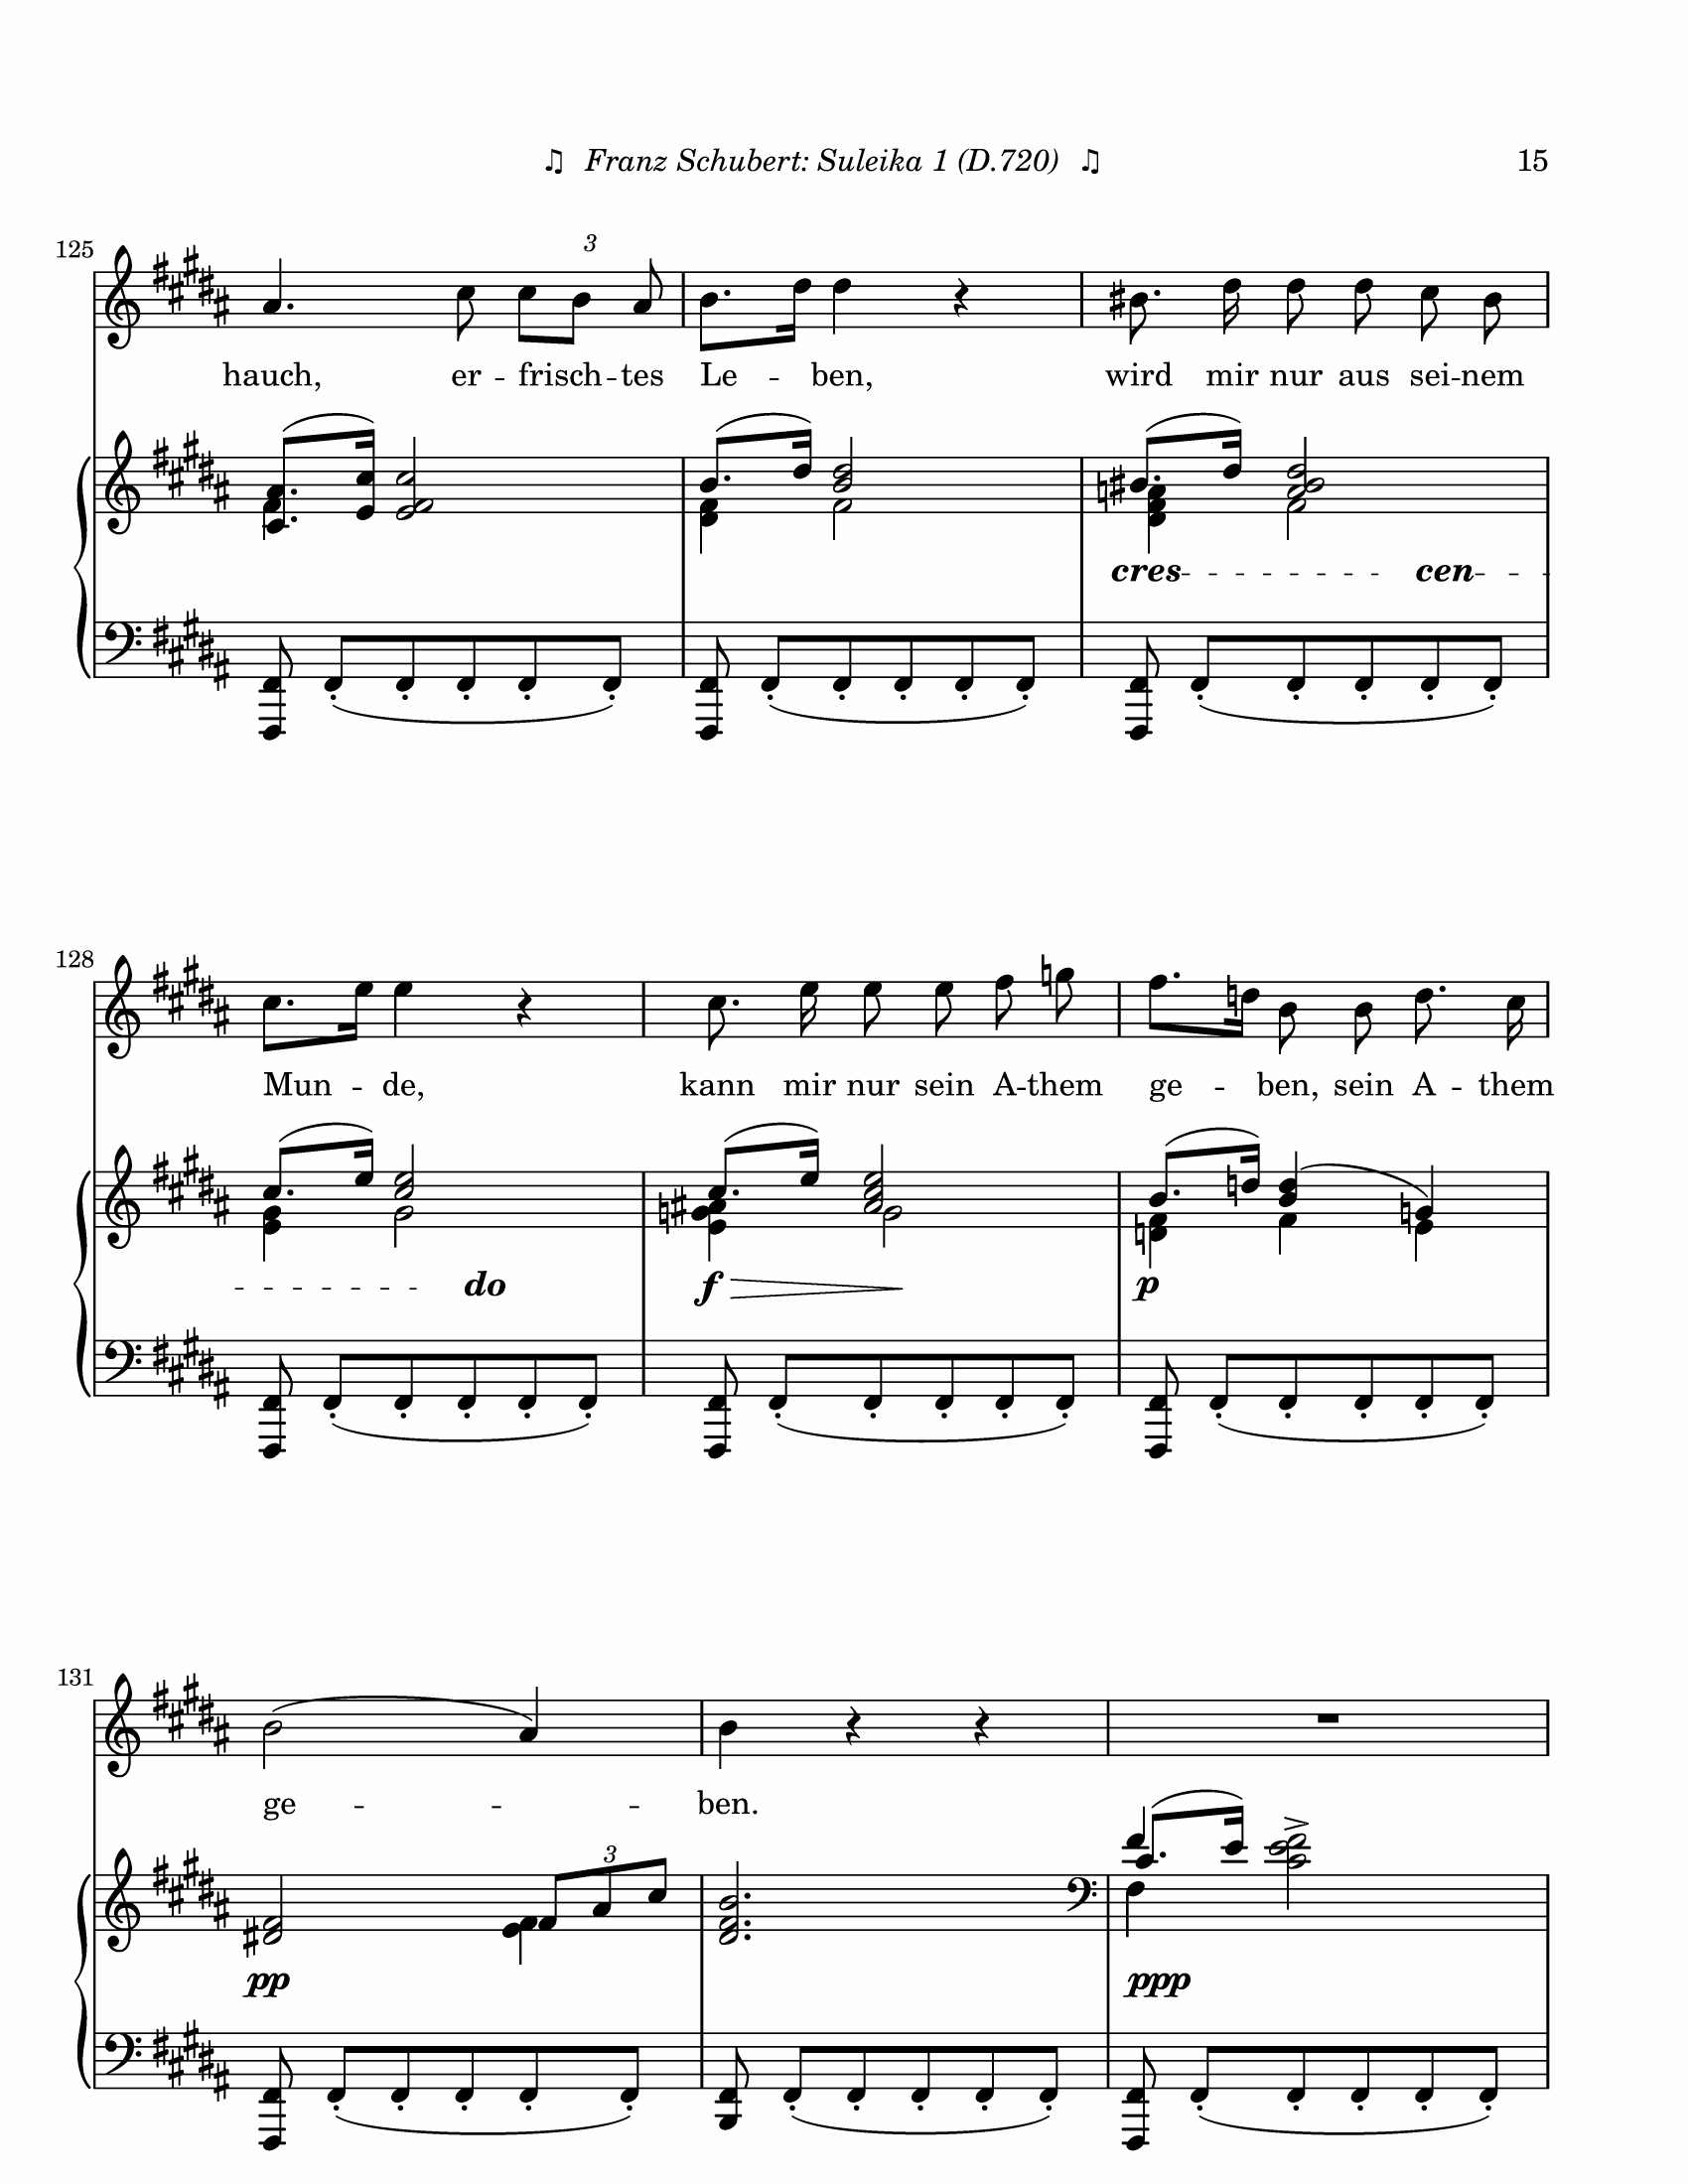 ♫ Franz Schubert: Suleika 1 (D.720) ♫ 15
125
3
hauch, er - frisch - tes Le - ben, wird mir nur aus sei - nem
cres - - - - - - cen - -
128
Mun - de, kann mir nur sein A - them ge - ben, sein A - them
- - - - - do f p
131
ge - - - ben.
3
pp ppp